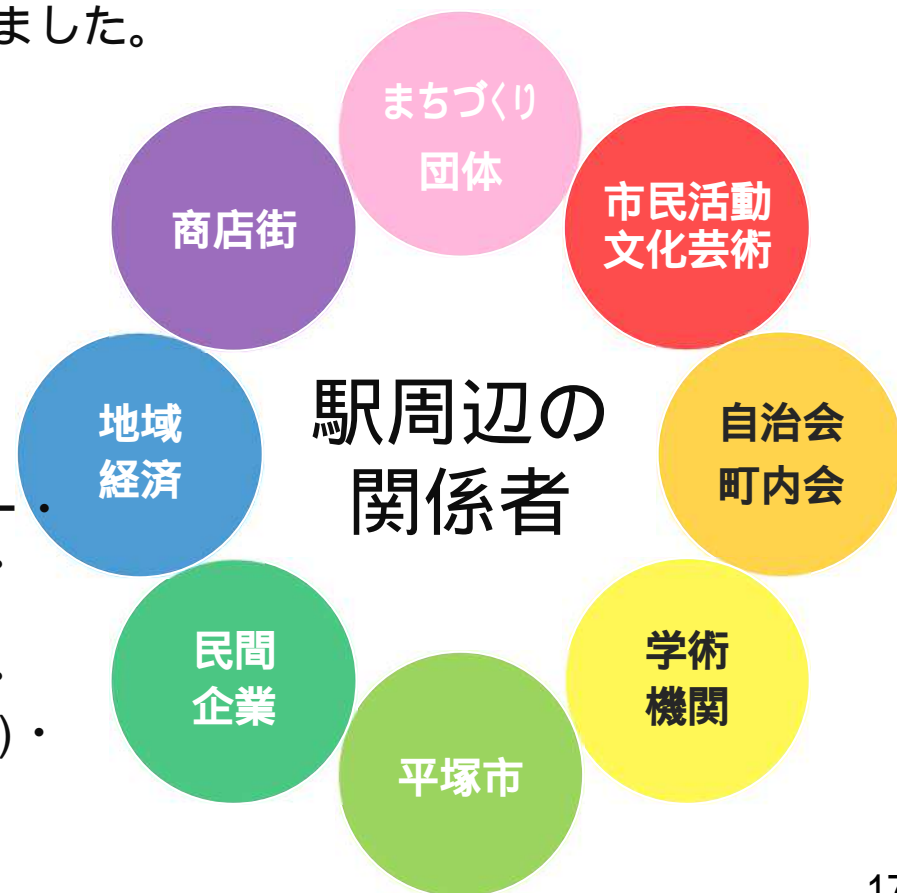 ました。
まちづくり
団体
市民活動
文化芸術
商店街
駅周辺の
関係者
地域
経済
自治会
町内会
ー・
・
・
)・
民間
企業
学術
機関
平塚市
17